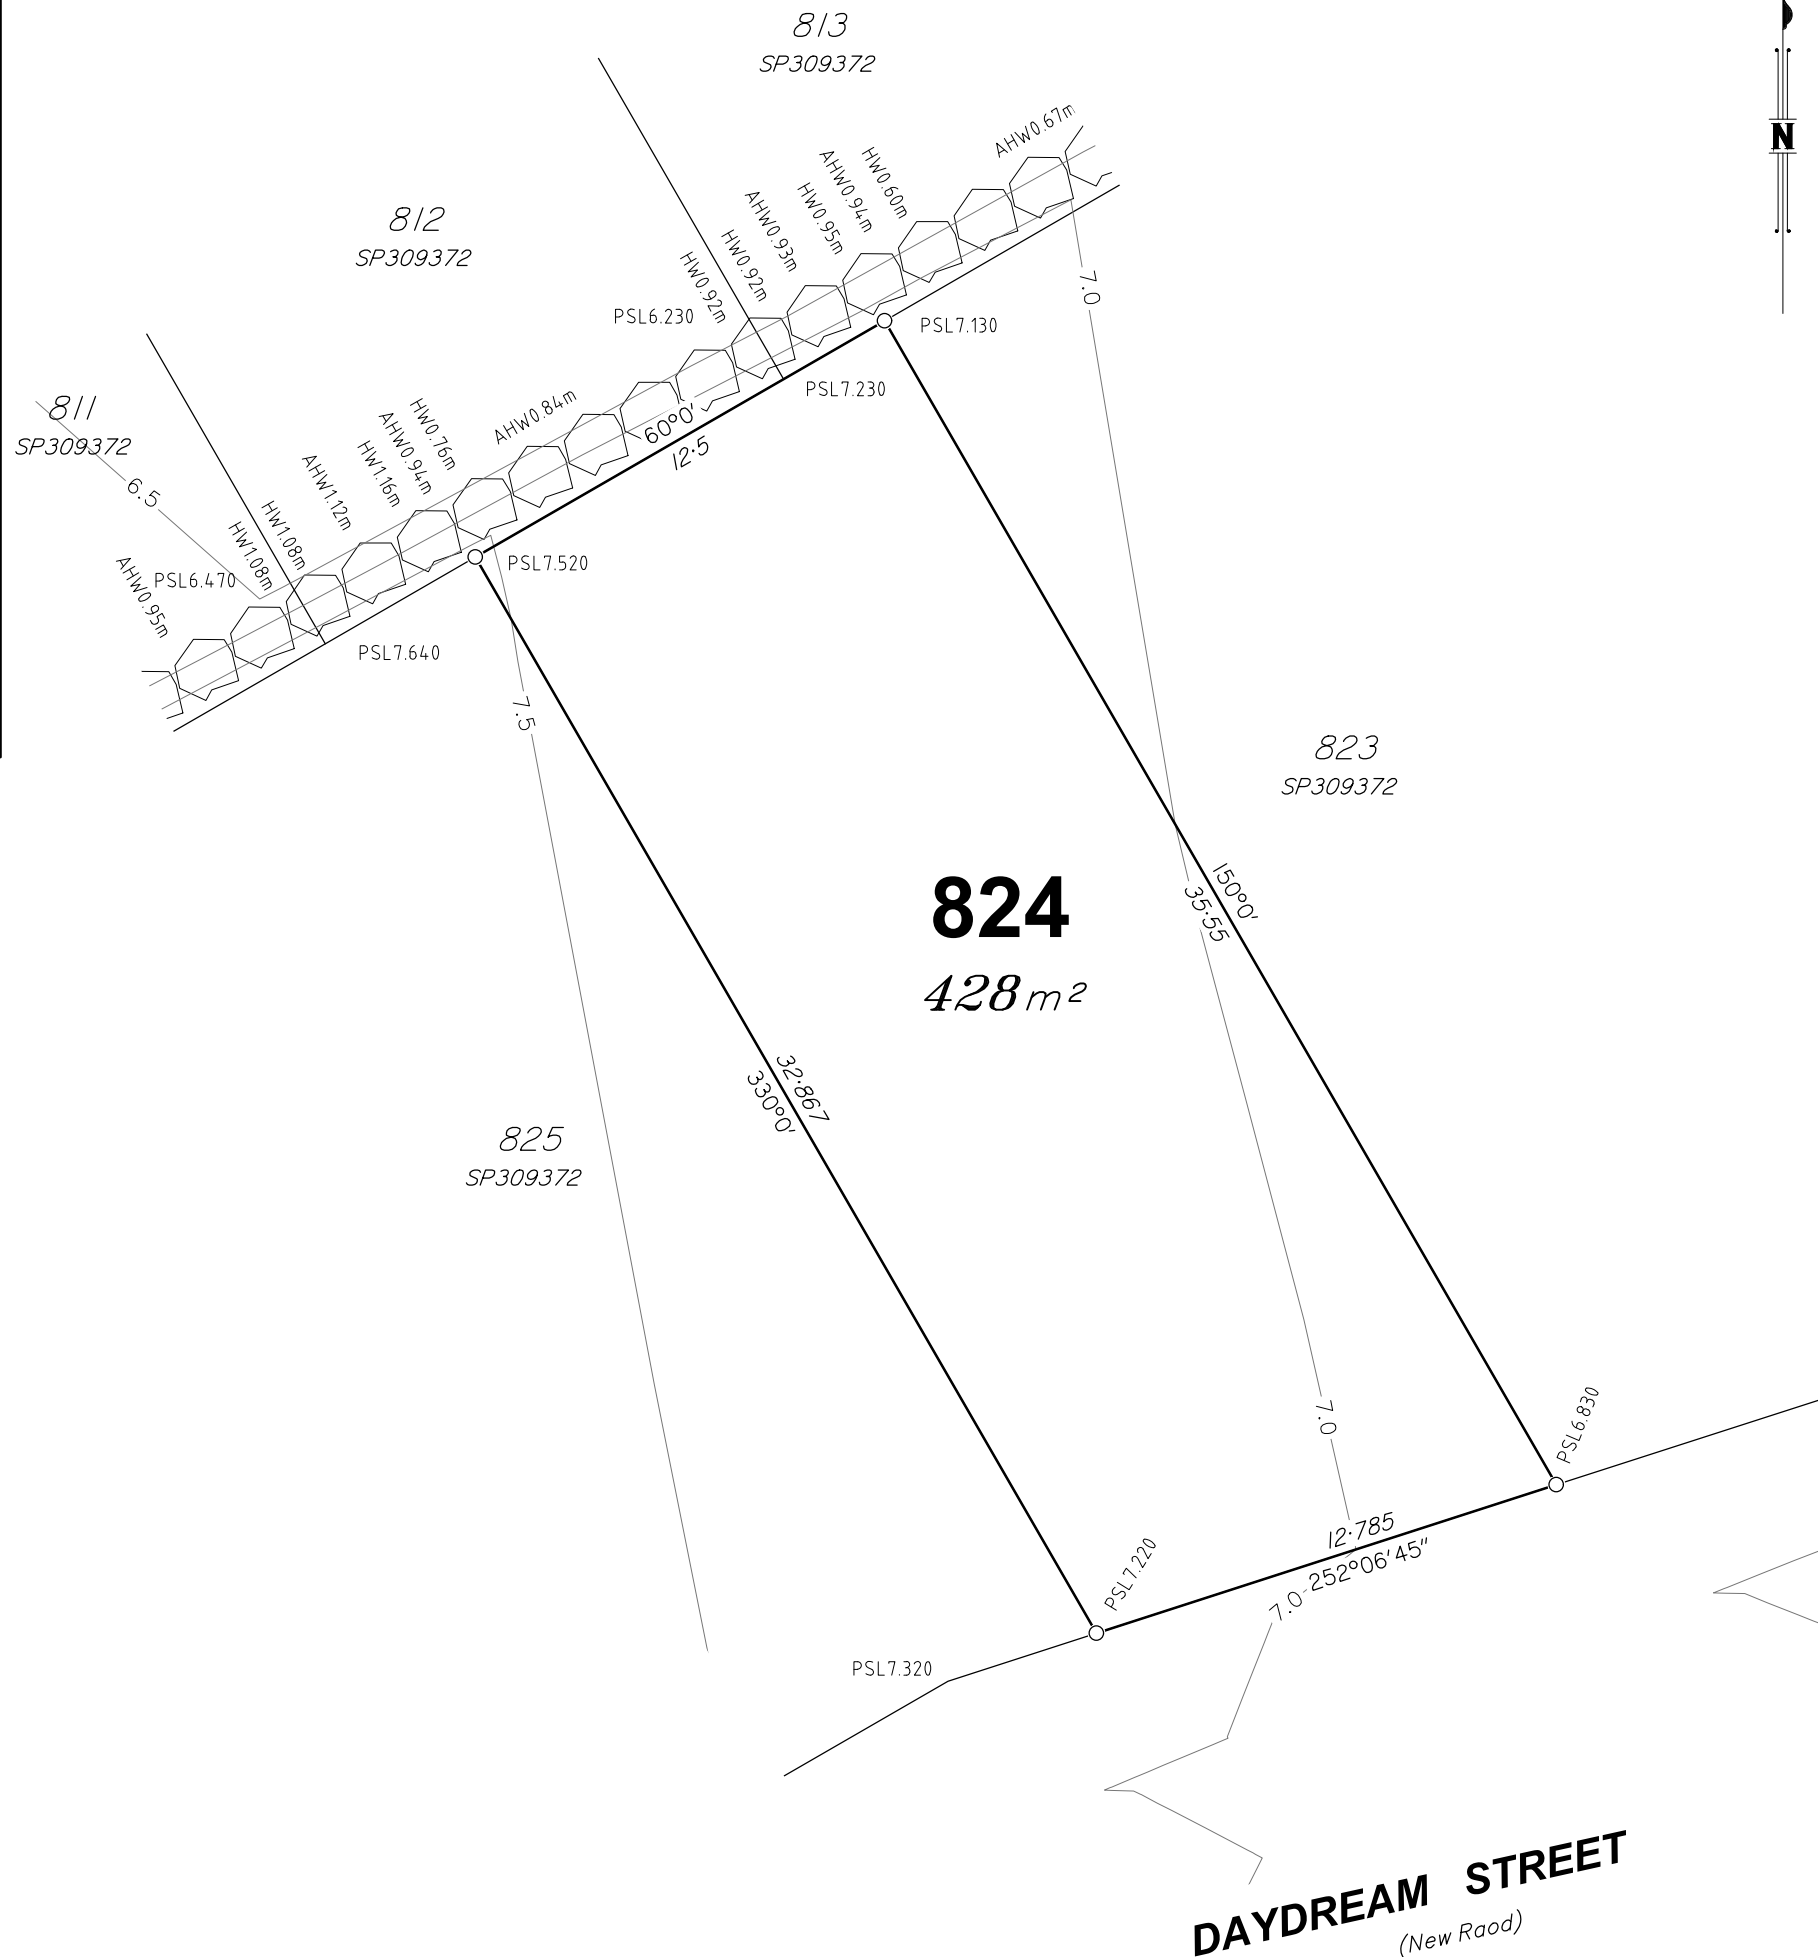 813
SP309372
N
AHW0.67m
HW0.60m
AHW0.94m
HW0.95m
AHW0.93m
HW0.92m
HW0.92m
812
SP309372
PSL6.230
7.0
PSL7.130
PSL7.230
60°0'
12·5
811
SP309372
6.5
AHW0.84m
HW0.76m
AHW0.94m
HW1.16m
AHW1.12m
HW1.08m
HW1.08m
AHW0.95m
PSL6.470
PSL7.520
PSL7.640
7.5
823
SP309372
824
428 m²
150°0'
35·55
32·867
330°0'
825
SP309372
7.0
PSL6.830
12·785
252°06'45"
7.0
PSL7.220
PSL7.320
DAYDREAM STREET
(New Raod)